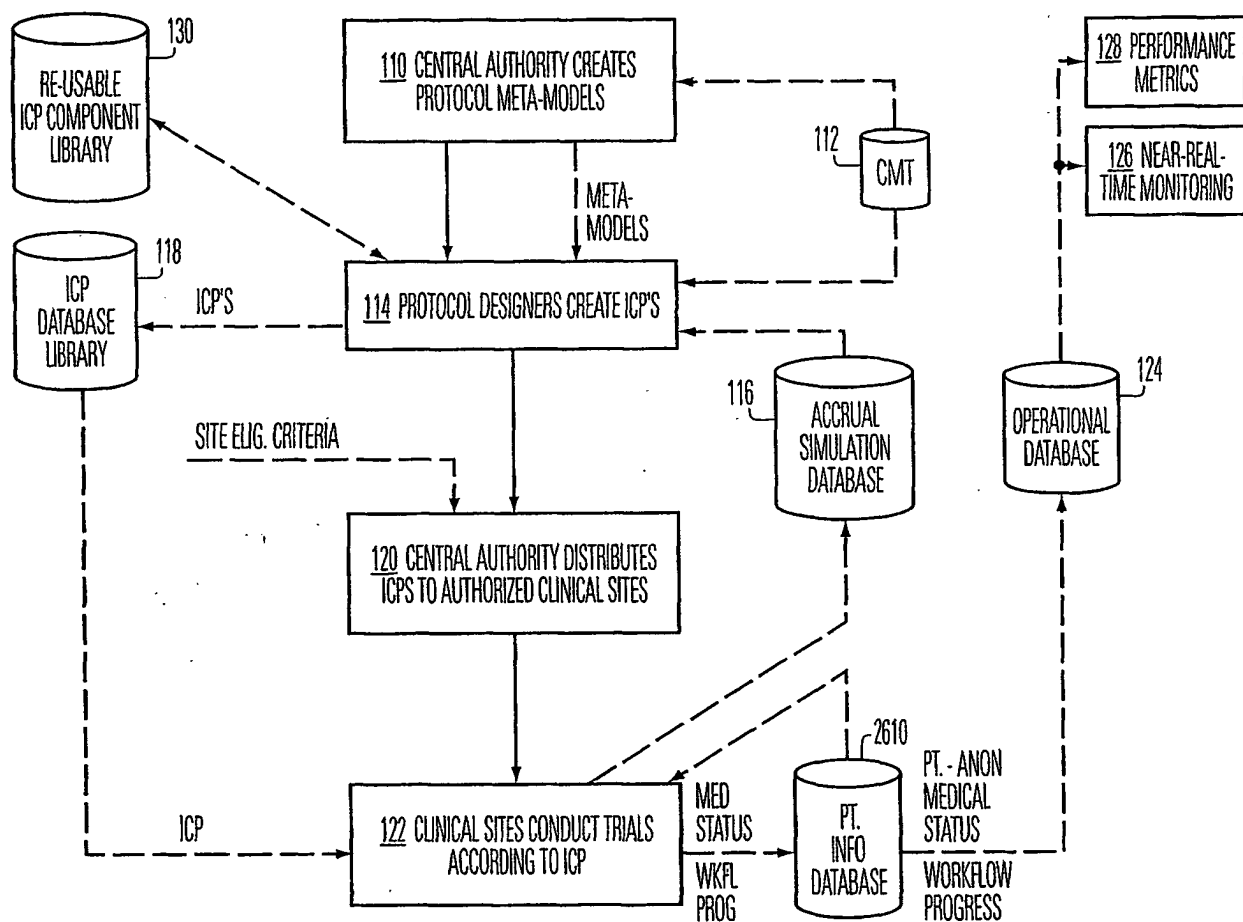 130
RE-USABLE
ICP COMPONENT
LIBRARY
110 CENTRAL AUTHORITY CREATES
PROTOCOL META-MODELS
128 PERFORMANCE
METRICS
112
CMT
126 NEAR-REAL-
TIME MONITORING
META-
MODELS
118
ICP
DATABASE
LIBRARY
ICP'S
114 PROTOCOL DESIGNERS CREATE ICP'S
116
ACCRUAL
SIMULATION
DATABASE
124
OPERATIONAL
DATABASE
SITE ELIG. CRITERIA
120 CENTRAL AUTHORITY DISTRIBUTES
ICPS TO AUTHORIZED CLINICAL SITES
2610
ICP
122 CLINICAL SITES CONDUCT TRIALS
ACCORDING TO ICP
MED
STATUS
WKFL
PROG
PT.
INFO
DATABASE
PT. - ANON
MEDICAL
STATUS
WORKFLOW
PROGRESS